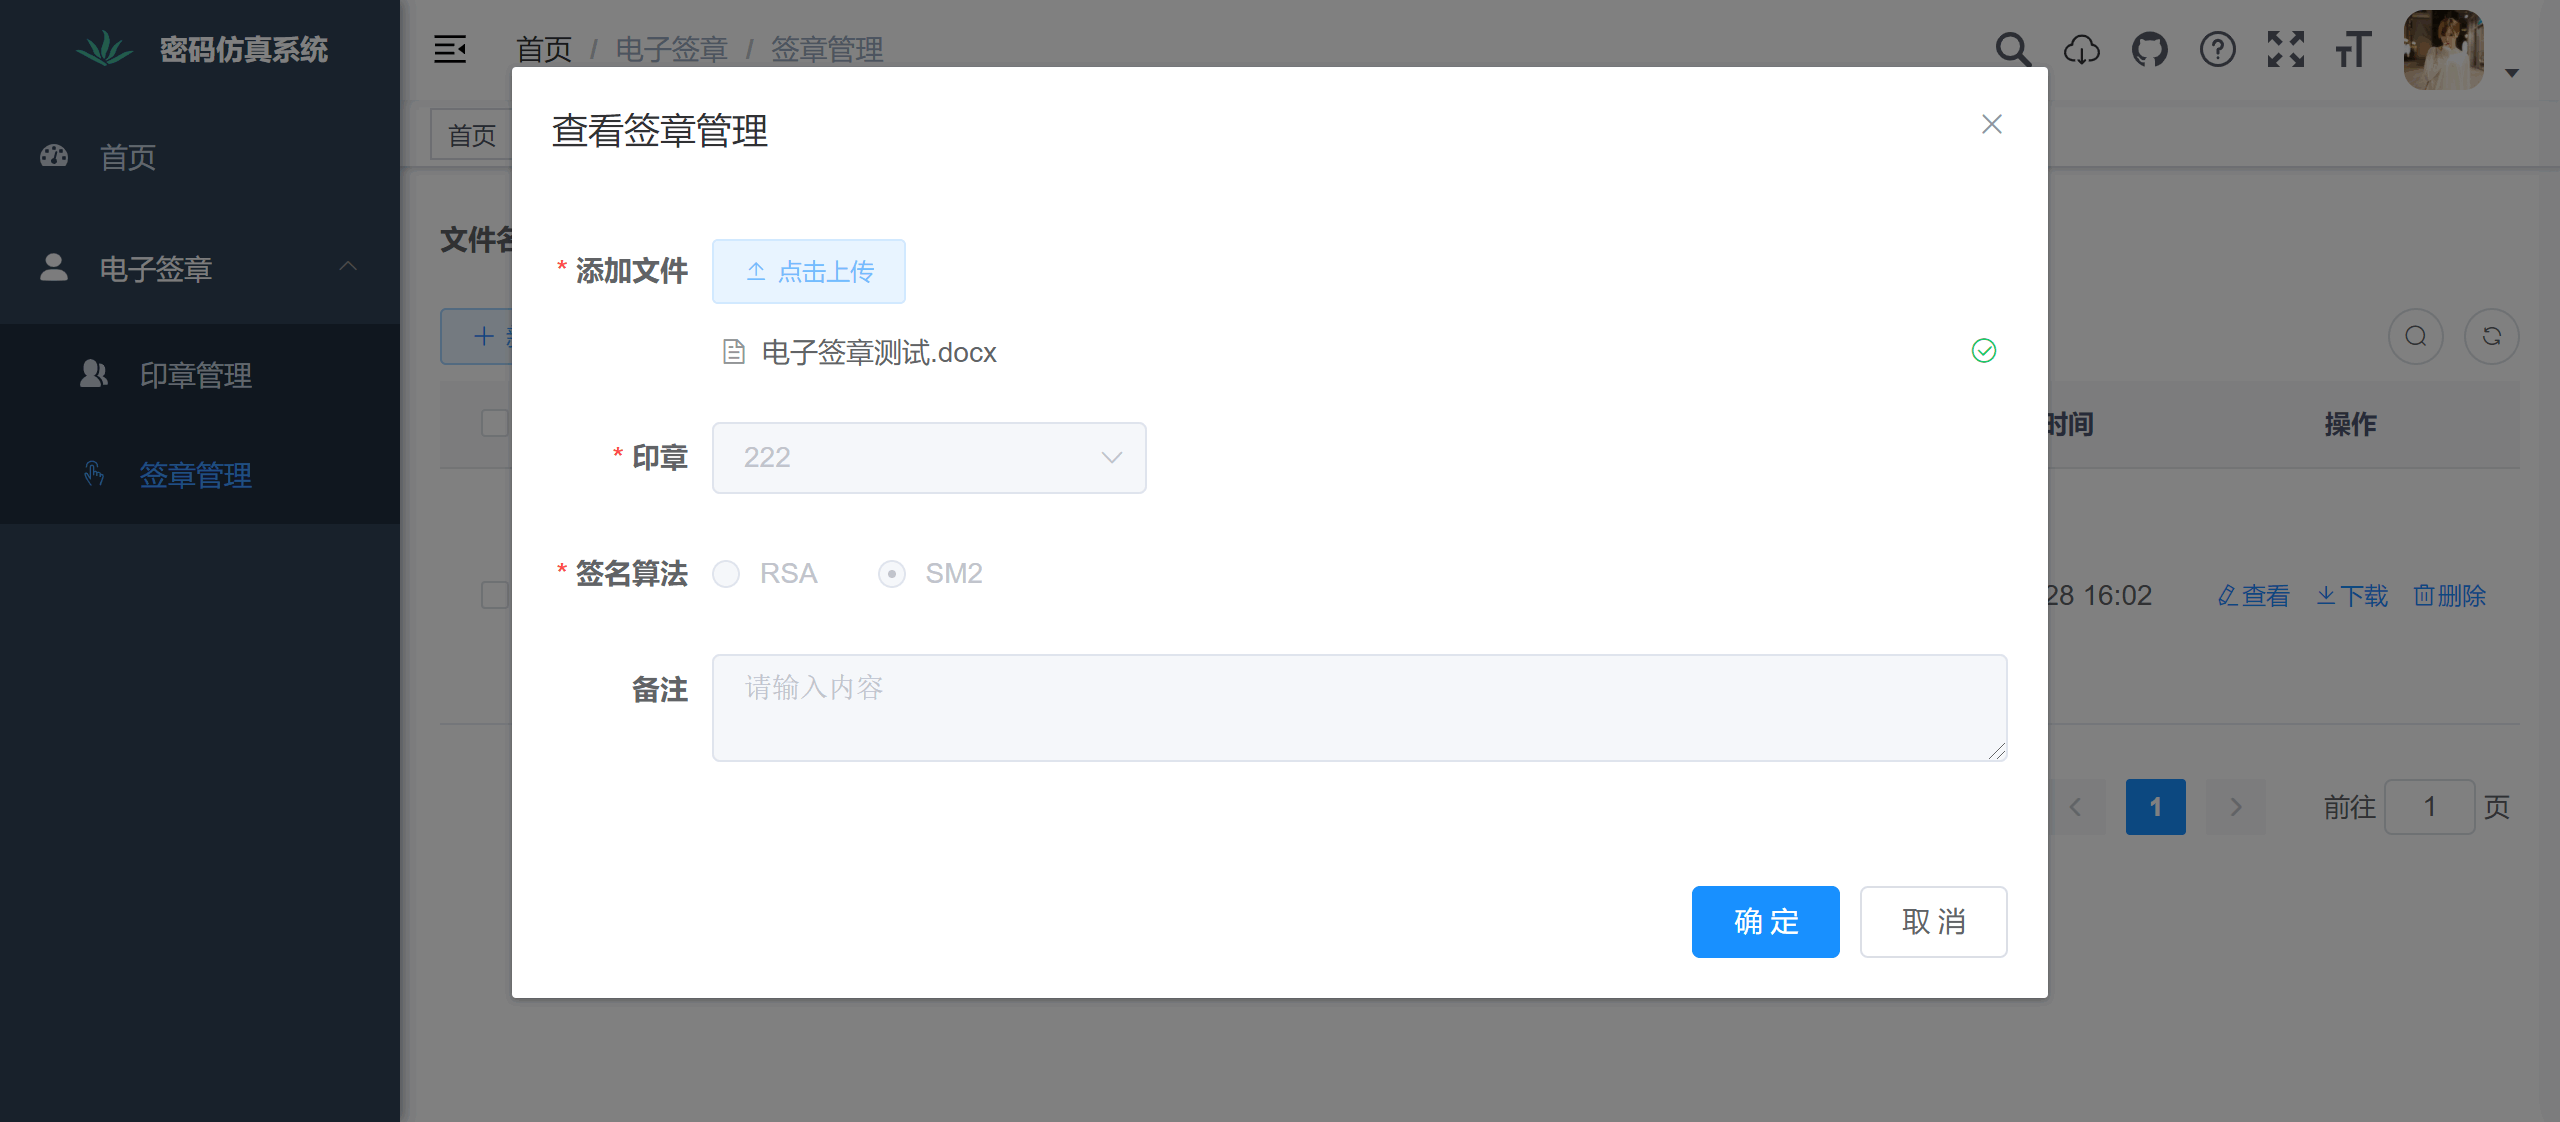 密码仿真系统
首页 / 电子签章 / 签章管理
首页
电子签章
印章管理
签章管理
首页
文件名
查看签章管理
* 添加文件 点击上传
电子签章测试.docx
* 印章 222
* 签名算法 RSA SM2
备注 请输入内容
确 定 取 消
时间 操作
28 16:02 查看 下载 删除
1 前往 1 页